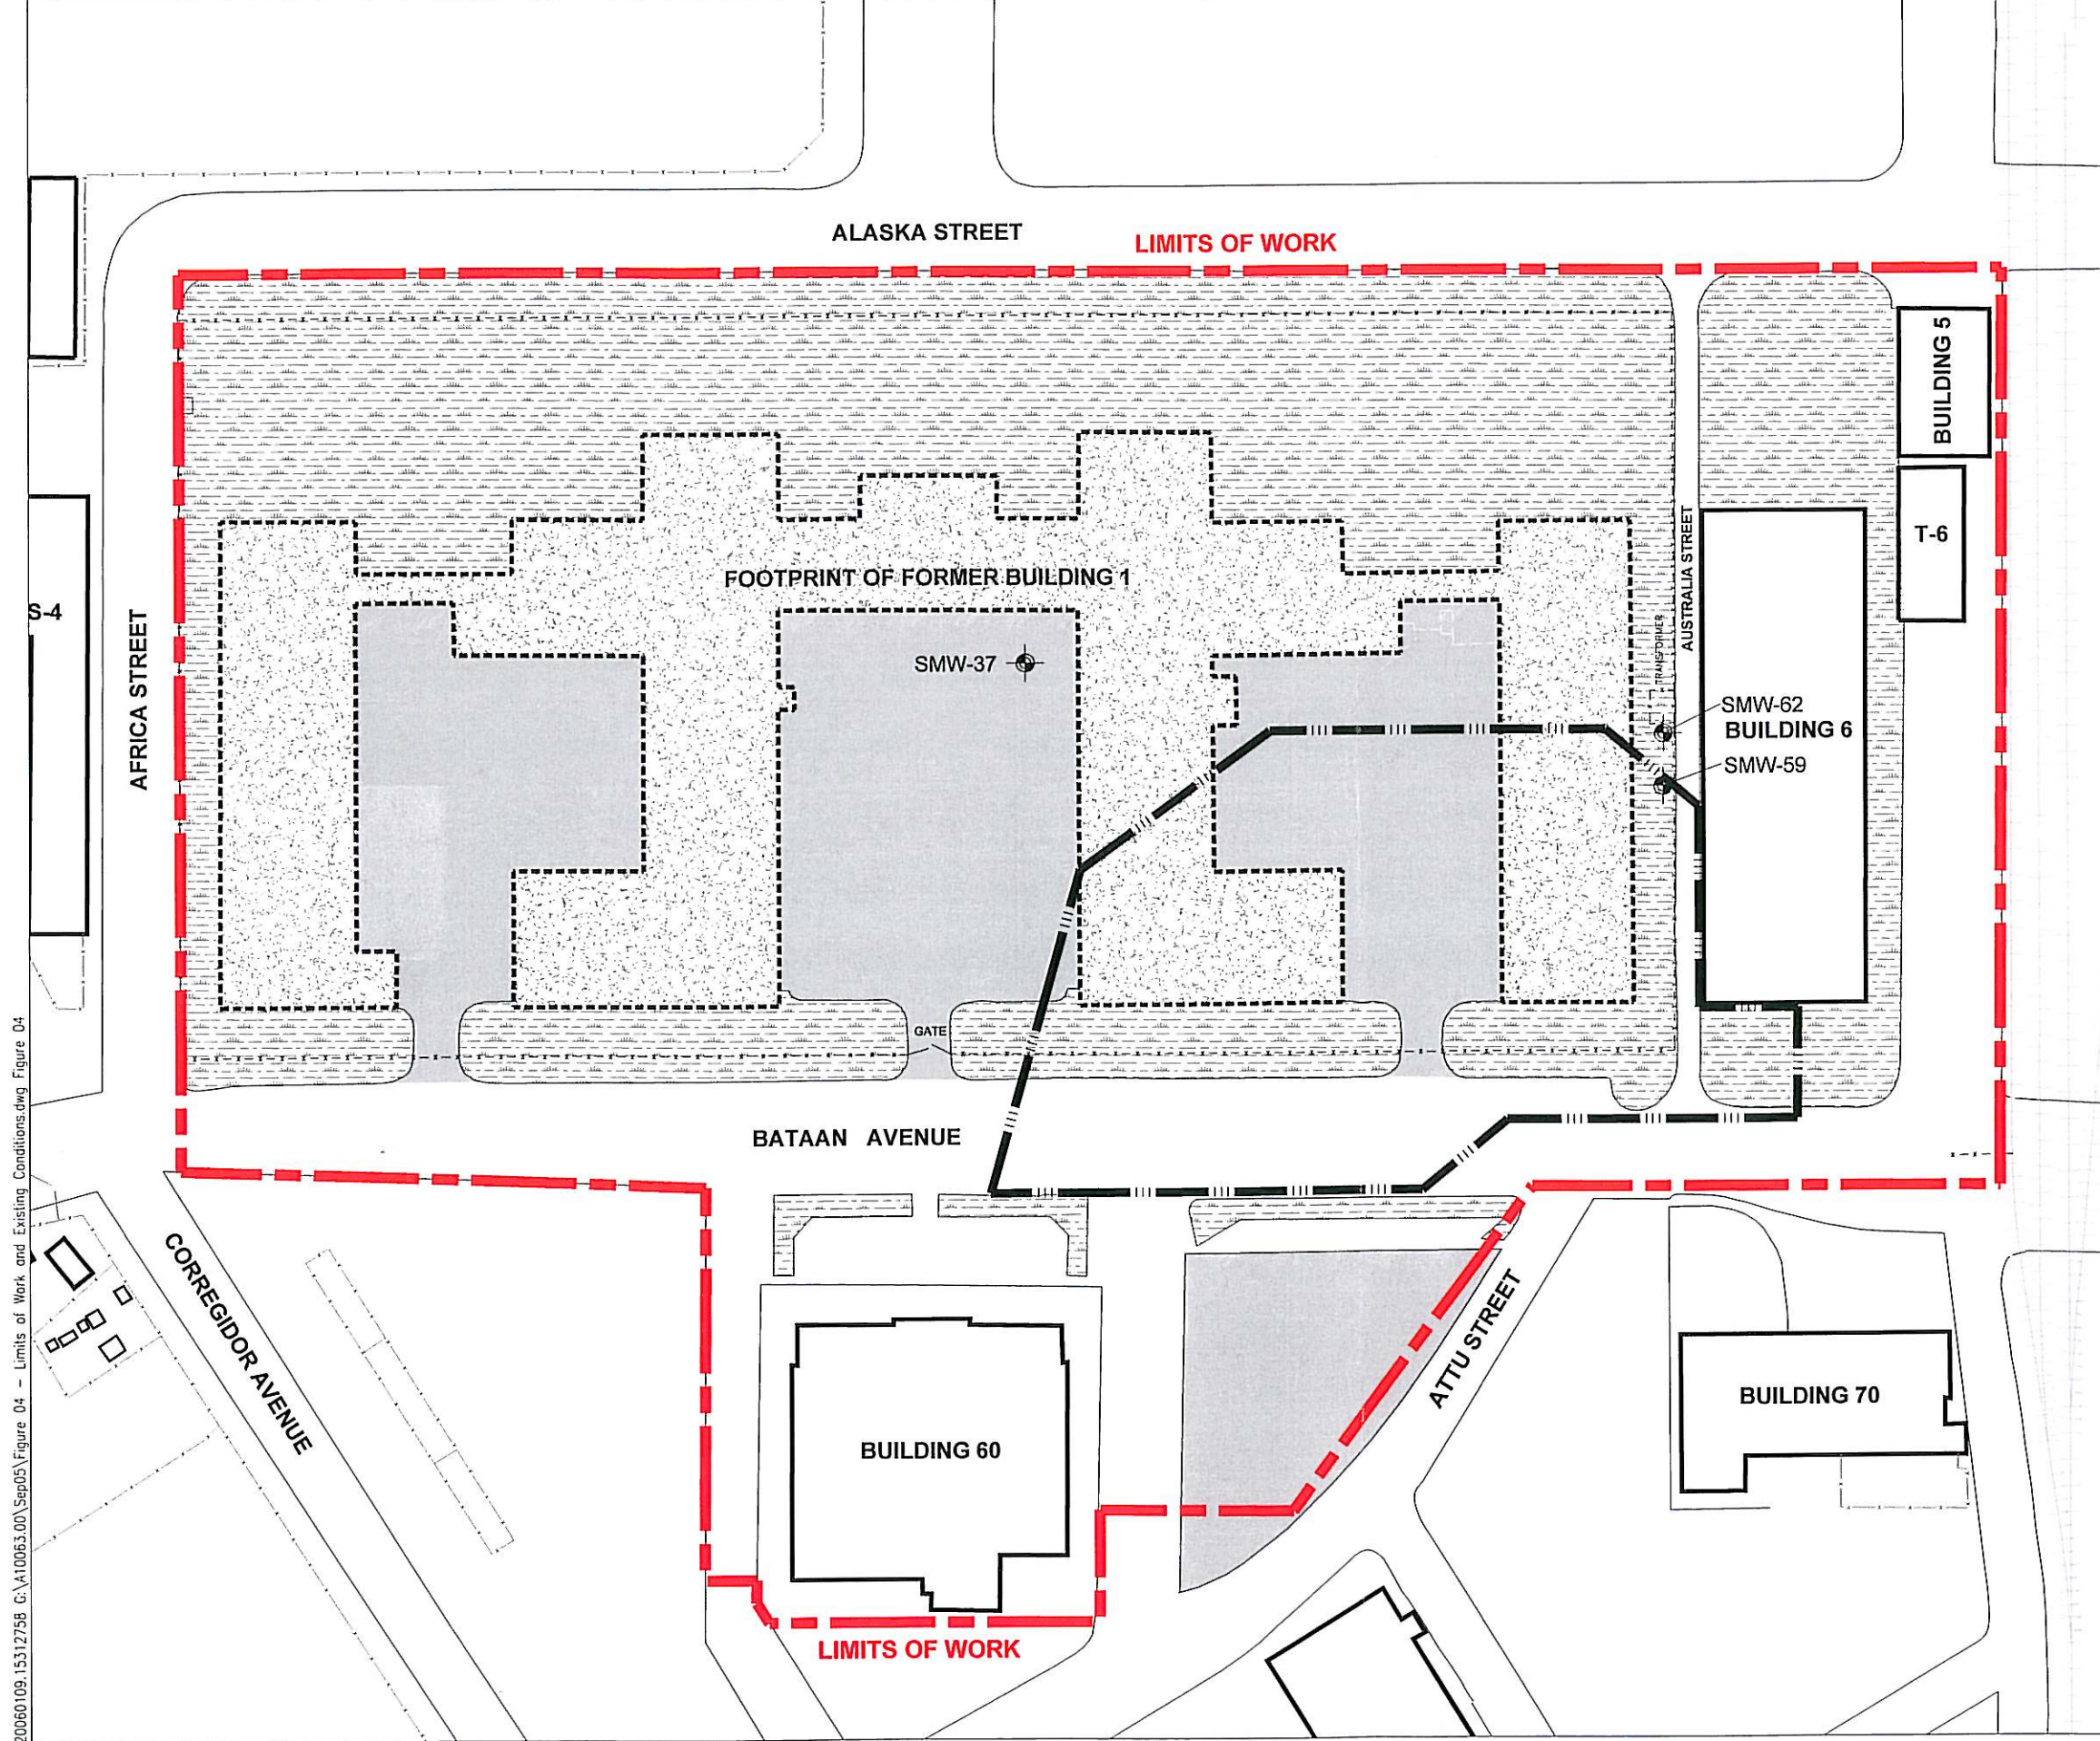 ALASKA STREET
LIMITS OF WORK
BUILDING 5
T-6
AUSTRALIA STREET
FOOTPRINT OF FORMER BUILDING 1
S-4
AFRICA STREET
TRANSFORMER
SMW-37
SMW-62
BUILDING 6
SMW-59
GATE
BATAAN AVENUE
CORREGIDOR AVENUE
ATTU STREET
BUILDING 70
BUILDING 60
LIMITS OF WORK
20060109.15312758 G:\A10063.00\Sep05\Figure 04 - Limits of Work and Existing Conditions.dwg Figure 04